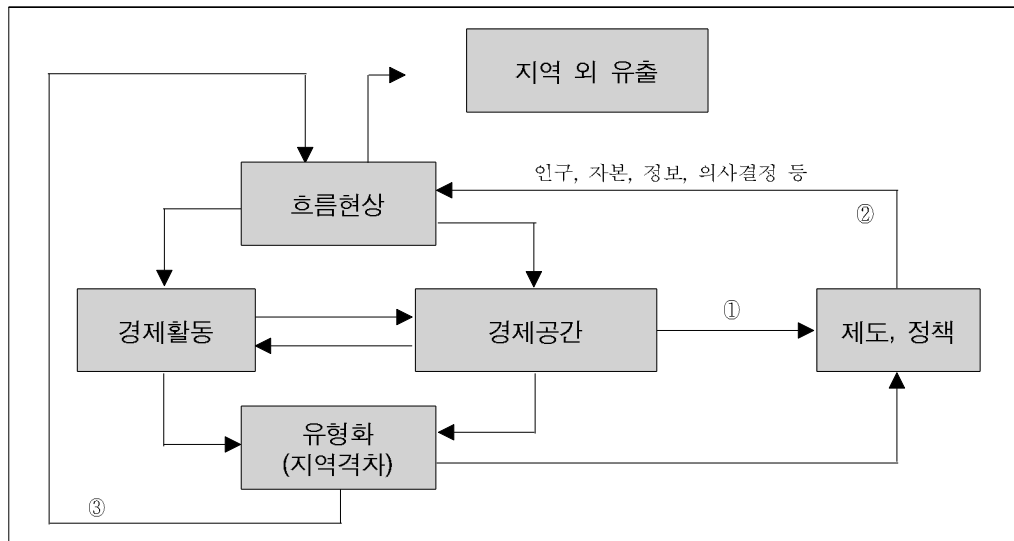 지역 외 유출
인구, 자본, 정보, 의사결정 등
흐름현상
②
경제활동
경제공간
①
제도, 정책
유형화
(지역격차)
③